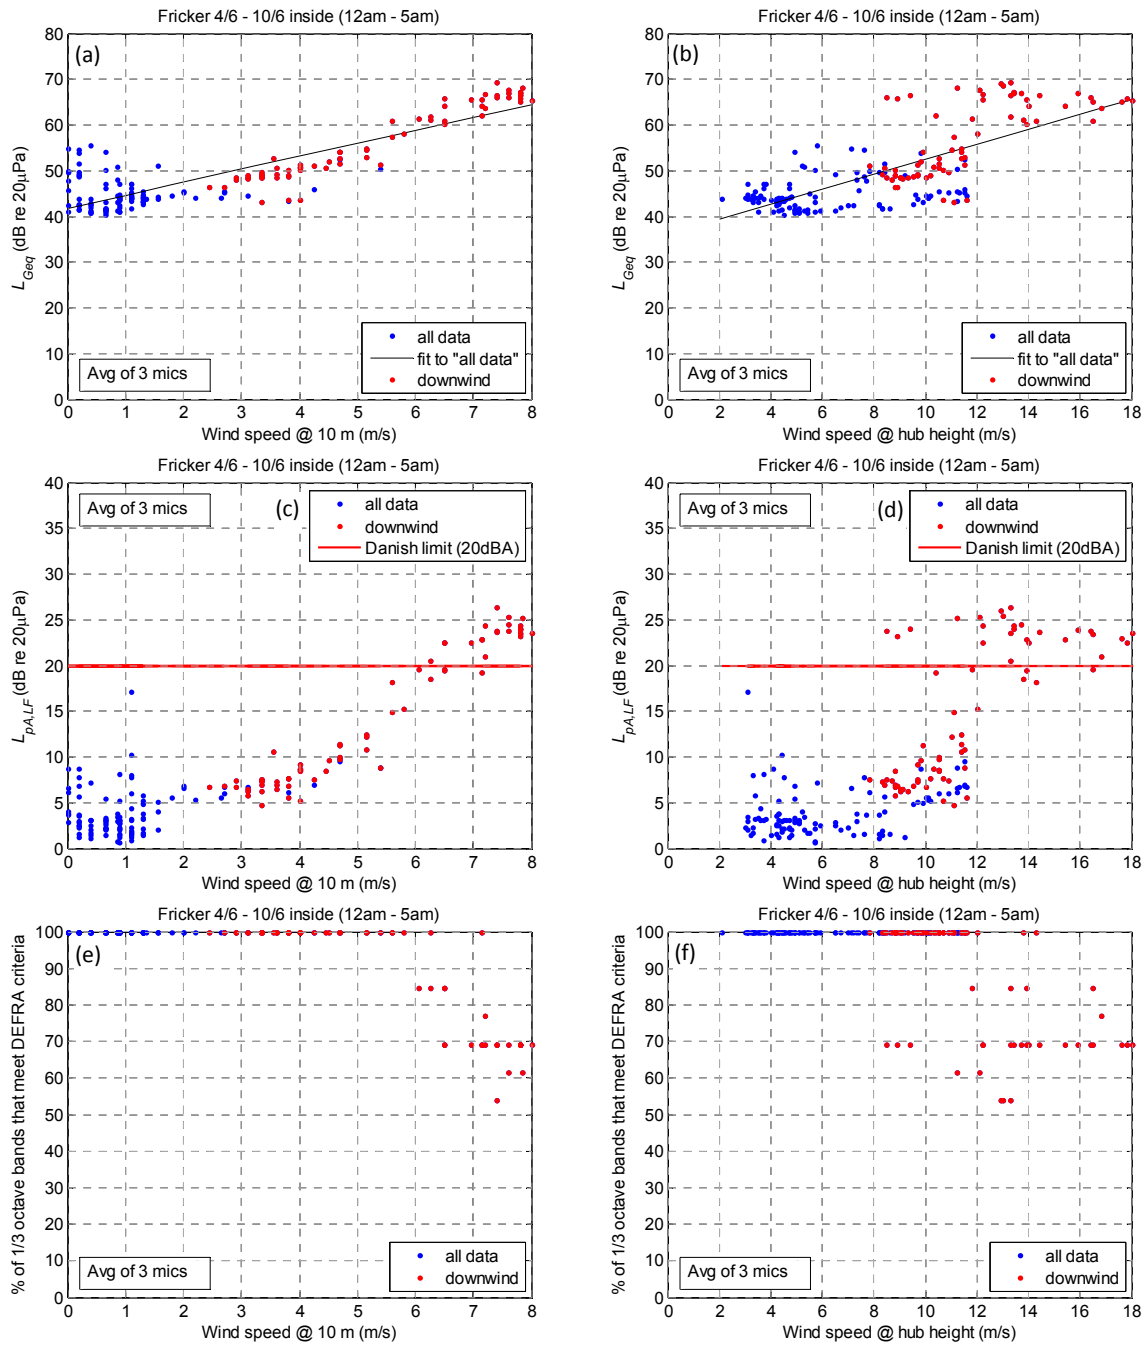 Fricker 4/6 - 10/6 inside (12am - 5am)
(a)
80
70
60
50
40
30
20
10
0
L_Geq (dB re 20µPa)
all data
fit to "all data"
downwind
Avg of 3 mics
0 1 2 3 4 5 6 7 8
Wind speed @ 10 m (m/s)
Fricker 4/6 - 10/6 inside (12am - 5am)
(b)
80
70
60
50
40
30
20
10
0
L_Geq (dB re 20µPa)
all data
fit to "all data"
downwind
Avg of 3 mics
0 2 4 6 8 10 12 14 16 18
Wind speed @ hub height (m/s)
Fricker 4/6 - 10/6 inside (12am - 5am)
Avg of 3 mics
(c)
all data
downwind
Danish limit (20dBA)
40
35
30
25
20
15
10
5
0
L_pA,LF (dB re 20µPa)
0 1 2 3 4 5 6 7 8
Wind speed @ 10 m (m/s)
Fricker 4/6 - 10/6 inside (12am - 5am)
Avg of 3 mics
(d)
all data
downwind
Danish limit (20dBA)
40
35
30
25
20
15
10
5
0
L_pA,LF (dB re 20µPa)
0 2 4 6 8 10 12 14 16 18
Wind speed @ hub height (m/s)
Fricker 4/6 - 10/6 inside (12am - 5am)
(e)
100
90
80
70
60
50
40
30
20
10
0
% of 1/3 octave bands that meet DEFRA criteria
all data
downwind
Avg of 3 mics
0 1 2 3 4 5 6 7 8
Wind speed @ 10 m (m/s)
Fricker 4/6 - 10/6 inside (12am - 5am)
(f)
100
90
80
70
60
50
40
30
20
10
0
% of 1/3 octave bands that meet DEFRA criteria
all data
downwind
Avg of 3 mics
0 2 4 6 8 10 12 14 16 18
Wind speed @ hub height (m/s)